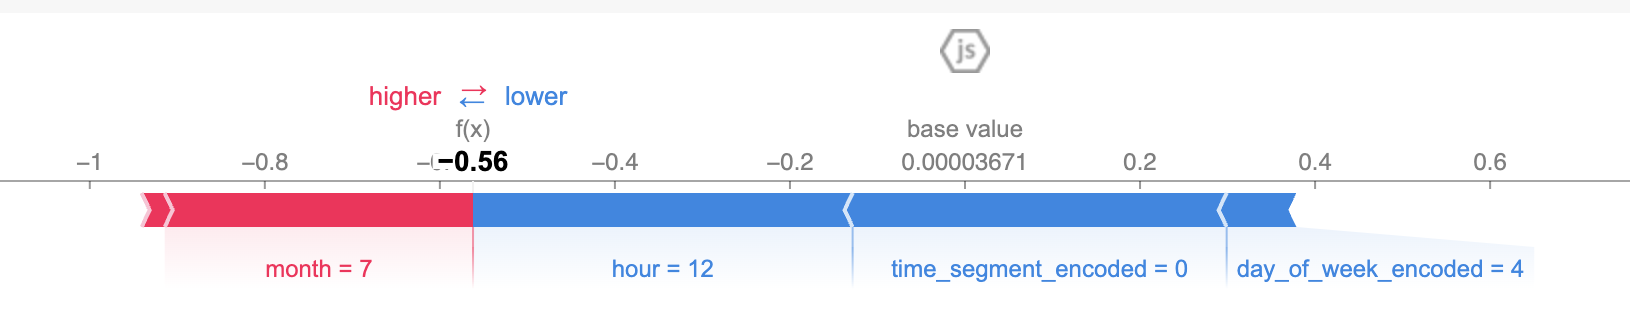 js
higher lower
f(x) base value
−1 −0.8 −0.56 −0.4 −0.2 0.00003671 0.2 0.4 0.6
month = 7 hour = 12 time_segment_encoded = 0 day_of_week_encoded = 4